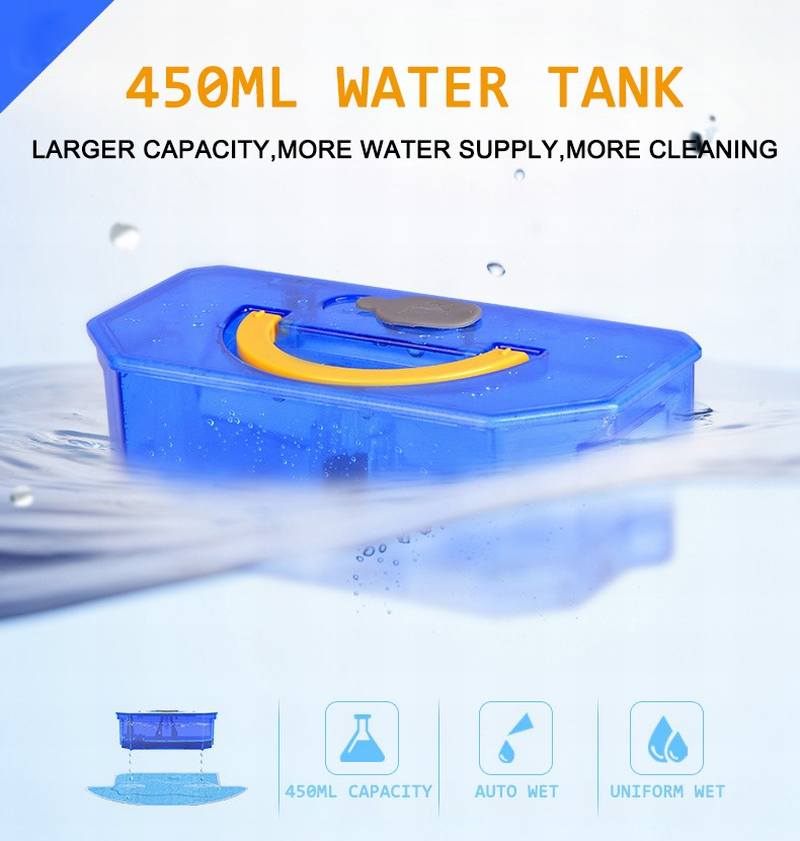 450ML WATER TANK
LARGER CAPACITY,MORE WATER SUPPLY,MORE CLEANING
450ML CAPACITY
AUTO WET
UNIFORM WET